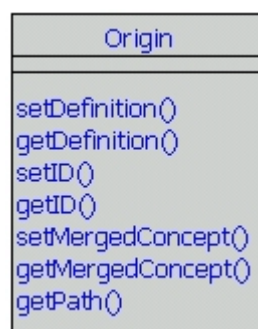 Origin
setDefinition()
getDefinition()
setID()
getID()
setMergedConcept()
getMergedConcept()
getPath()